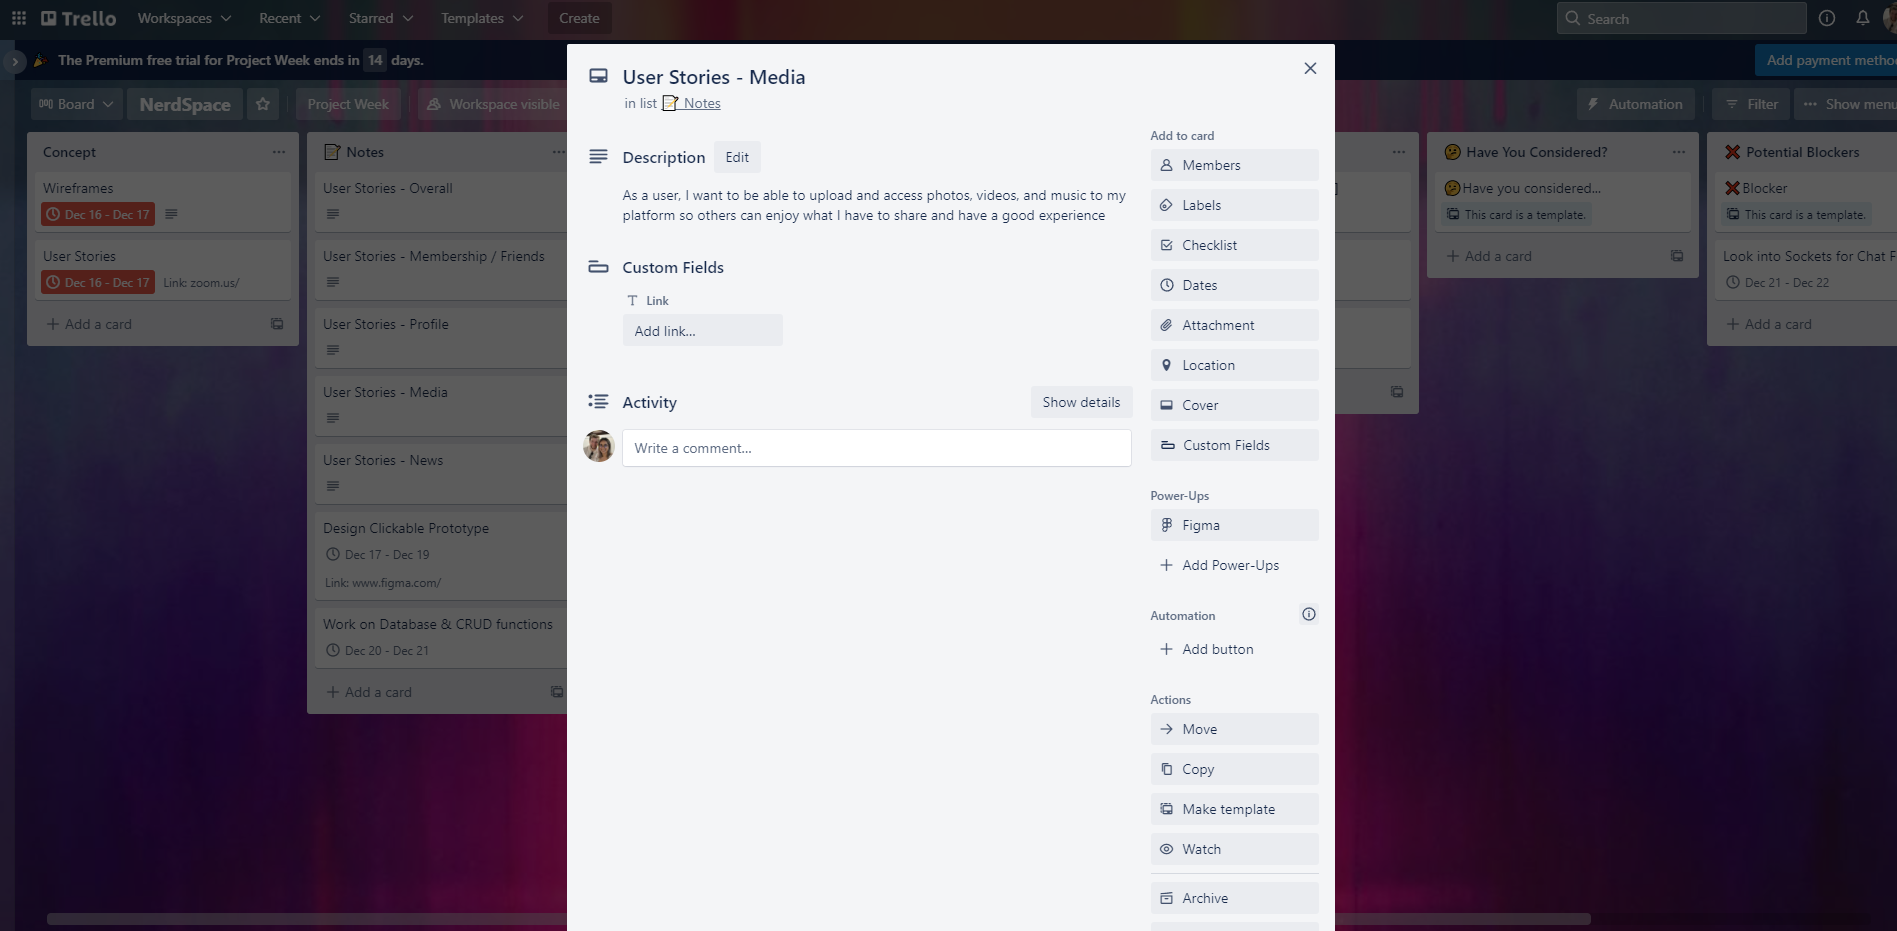 Trello
Workspaces
Recent
Starred
Templates
Create
Search
The Premium free trial for Project Week ends in 14 days.
Board
NerdSpace
Project Week
Workspace visible
Automation
Filter
Concept
Wireframes
Dec 16 - Dec 17
User Stories
Dec 16 - Dec 17
Link: zoom.us/
Add a card
Notes
User Stories - Overall
User Stories - Membership / Friends
User Stories - Profile
User Stories - Media
User Stories - News
Design Clickable Prototype
Dec 17 - Dec 19
Link: www.figma.com/
Work on Database & CRUD functions
Dec 20 - Dec 21
Add a card
User Stories - Media
in list Notes
Description
Edit
As a user, I want to be able to upload and access photos, videos, and music to my
platform so others can enjoy what I have to share and have a good experience
Custom Fields
Link
Add link...
Activity
Show details
Write a comment...
Add to card
Members
Labels
Checklist
Dates
Attachment
Location
Cover
Custom Fields
Power-Ups
Figma
Add Power-Ups
Automation
Add button
Actions
Move
Copy
Make template
Watch
Archive
Have You Considered?
Have you considered...
This card is a template.
Add a card
Potential Blockers
Blocker
This card is a template.
Look into Sockets for Chat
Dec 21 - Dec 22
Add a card
Add payment
Show